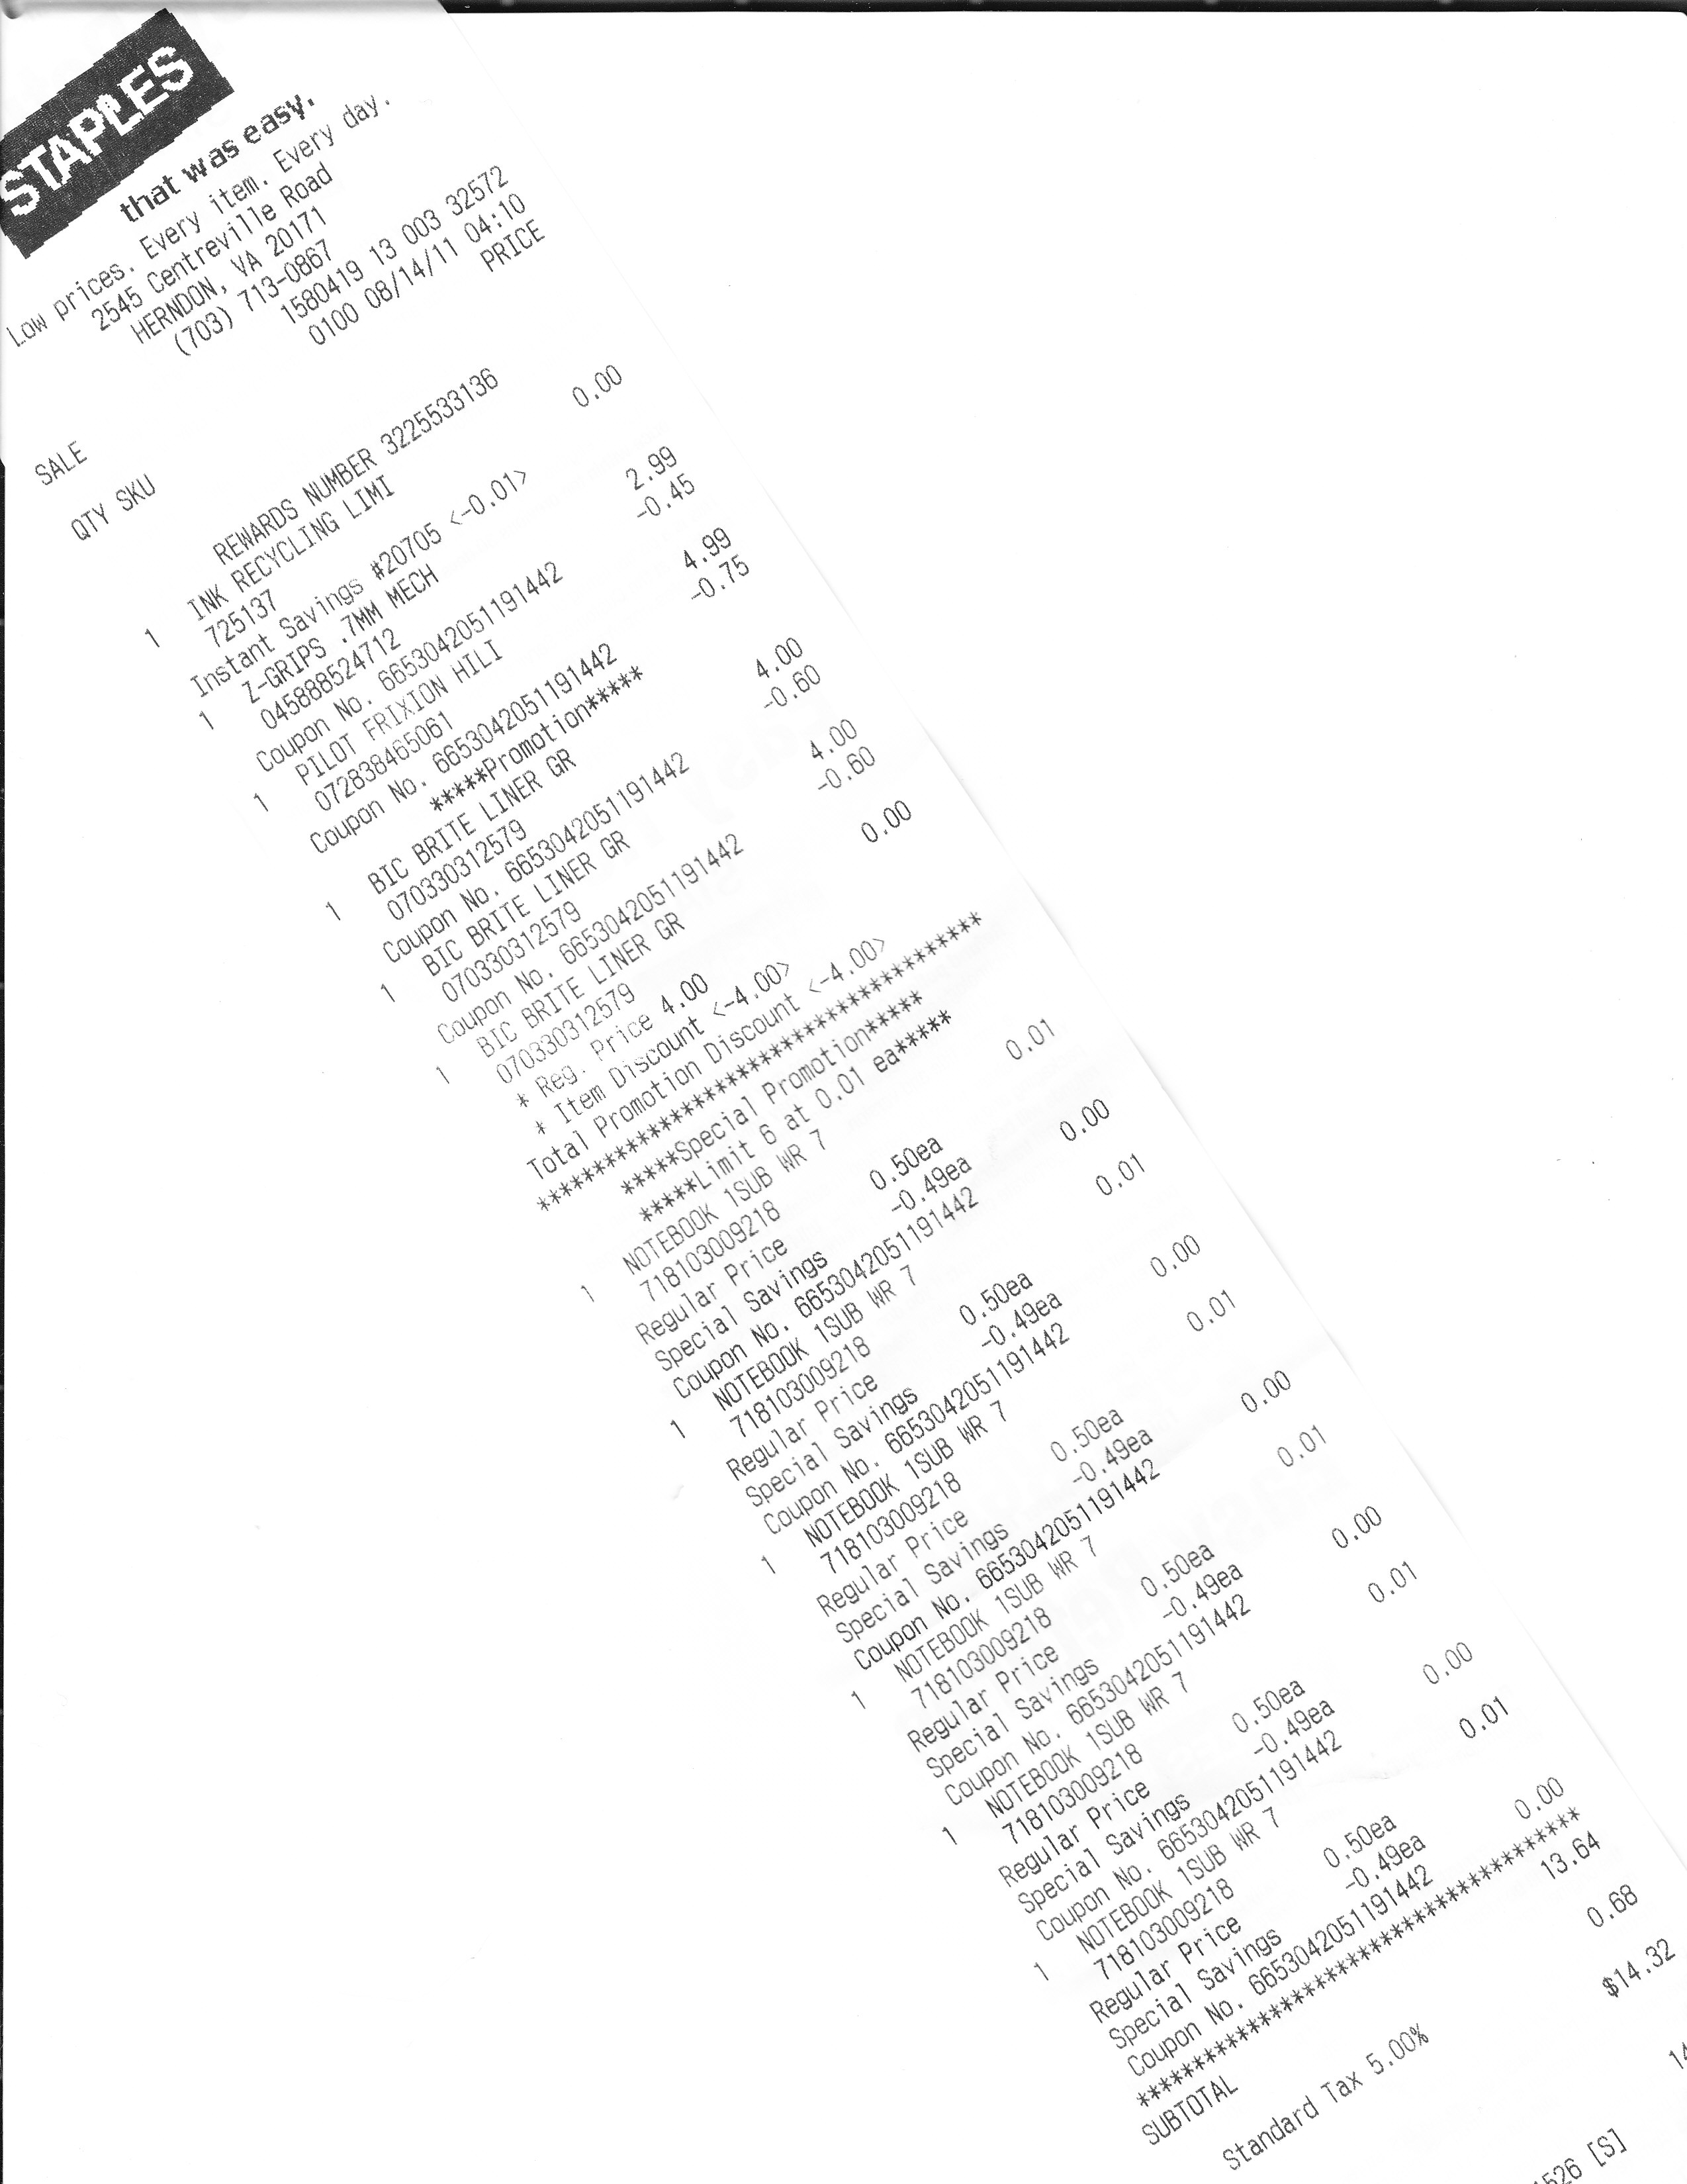 STAPLES
that was easy.
Low prices. Every item. Every day.
2545 Centreville Road
HERNDON, VA 20171
(703) 713-0867
1580419 13 003 32572
0100 08/14/11 04:10
SALE
QTY SKU PRICE
REWARDS NUMBER 3225533136
1 INK RECYCLING LIMI
725137 0.00
Instant Savings #20705 <-0.01>
1 Z-GRIPS .7MM MECH
045888524712 2.99
Coupon No. 6653042051191442 -0.45
1 PILOT FRIXION HILI
072838465061 4.99
Coupon No. 6653042051191442 -0.75
*****Promotion*****
1 BIC BRITE LINER GR
070330312579 4.00
Coupon No. 6653042051191442 -0.60
1 BIC BRITE LINER GR
070330312579 4.00
Coupon No. 6653042051191442 -0.60
1 BIC BRITE LINER GR
070330312579 0.00
* Reg. Price 4.00
* Item Discount <-4.00>
Total Promotion Discount <-4.00>
****************************************
*****Special Promotion*****
*****Limit 6 at 0.01 ea*****
1 NOTEBOOK 1SUB WR 7
718103009218 0.01
Regular Price 0.50ea
Special Savings -0.49ea
Coupon No. 6653042051191442 0.00
1 NOTEBOOK 1SUB WR 7
718103009218 0.01
Regular Price 0.50ea
Special Savings -0.49ea
Coupon No. 6653042051191442 0.00
1 NOTEBOOK 1SUB WR 7
718103009218 0.01
Regular Price 0.50ea
Special Savings -0.49ea
Coupon No. 6653042051191442 0.00
1 NOTEBOOK 1SUB WR 7
718103009218 0.01
Regular Price 0.50ea
Special Savings -0.49ea
Coupon No. 6653042051191442 0.00
1 NOTEBOOK 1SUB WR 7
718103009218 0.01
Regular Price 0.50ea
Special Savings -0.49ea
Coupon No. 6653042051191442 0.00
1 NOTEBOOK 1SUB WR 7
718103009218 0.01
Regular Price 0.50ea
Special Savings -0.49ea
Coupon No. 6653042051191442 0.00
****************************************
SUBTOTAL 13.64
Standard Tax 5.00% 0.68
$14.32
[S]